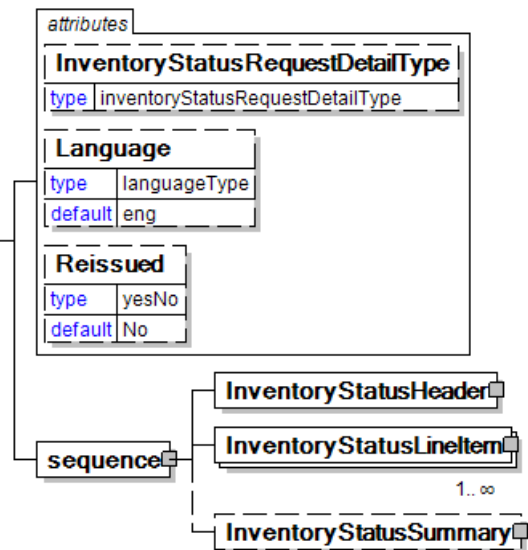 attributes
InventoryStatusRequestDetailType
type inventoryStatusRequestDetailType
Language
type languageType
default eng
Reissued
type yesNo
default No
InventoryStatusHeader
sequence
InventoryStatusLineItem
1.. ∞
InventoryStatusSummary